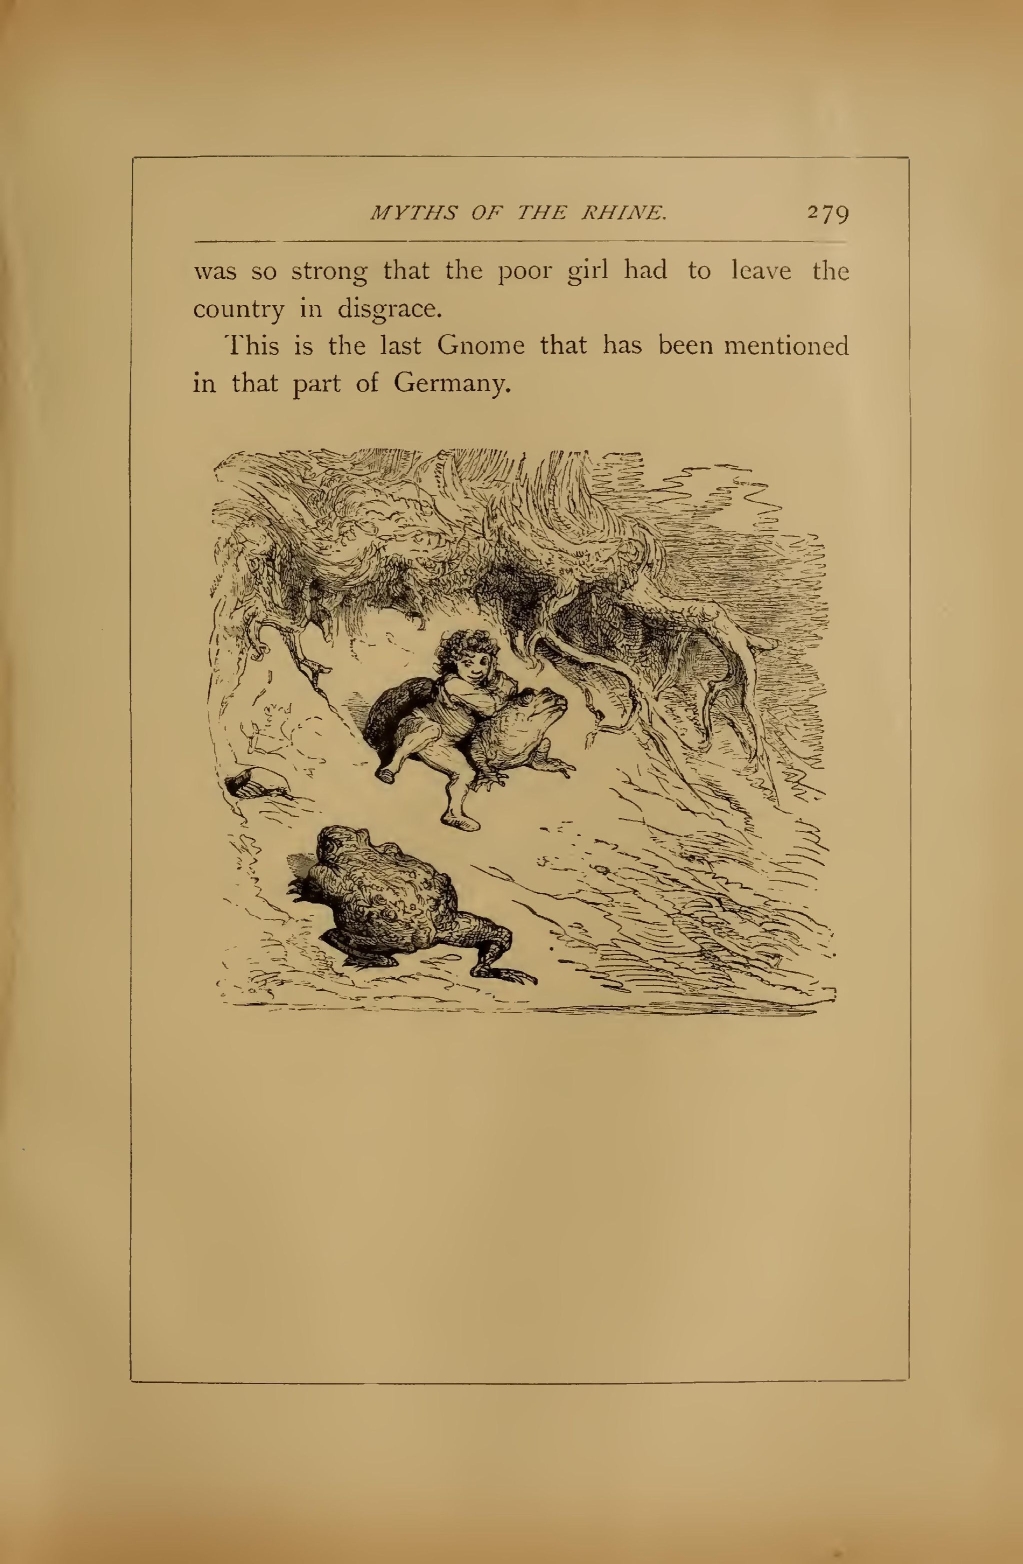 MYTHS OF THE RHINE. 279
was so strong that the poor girl had to leave the
country in disgrace.
This is the last Gnome that has been mentioned
in that part of Germany.